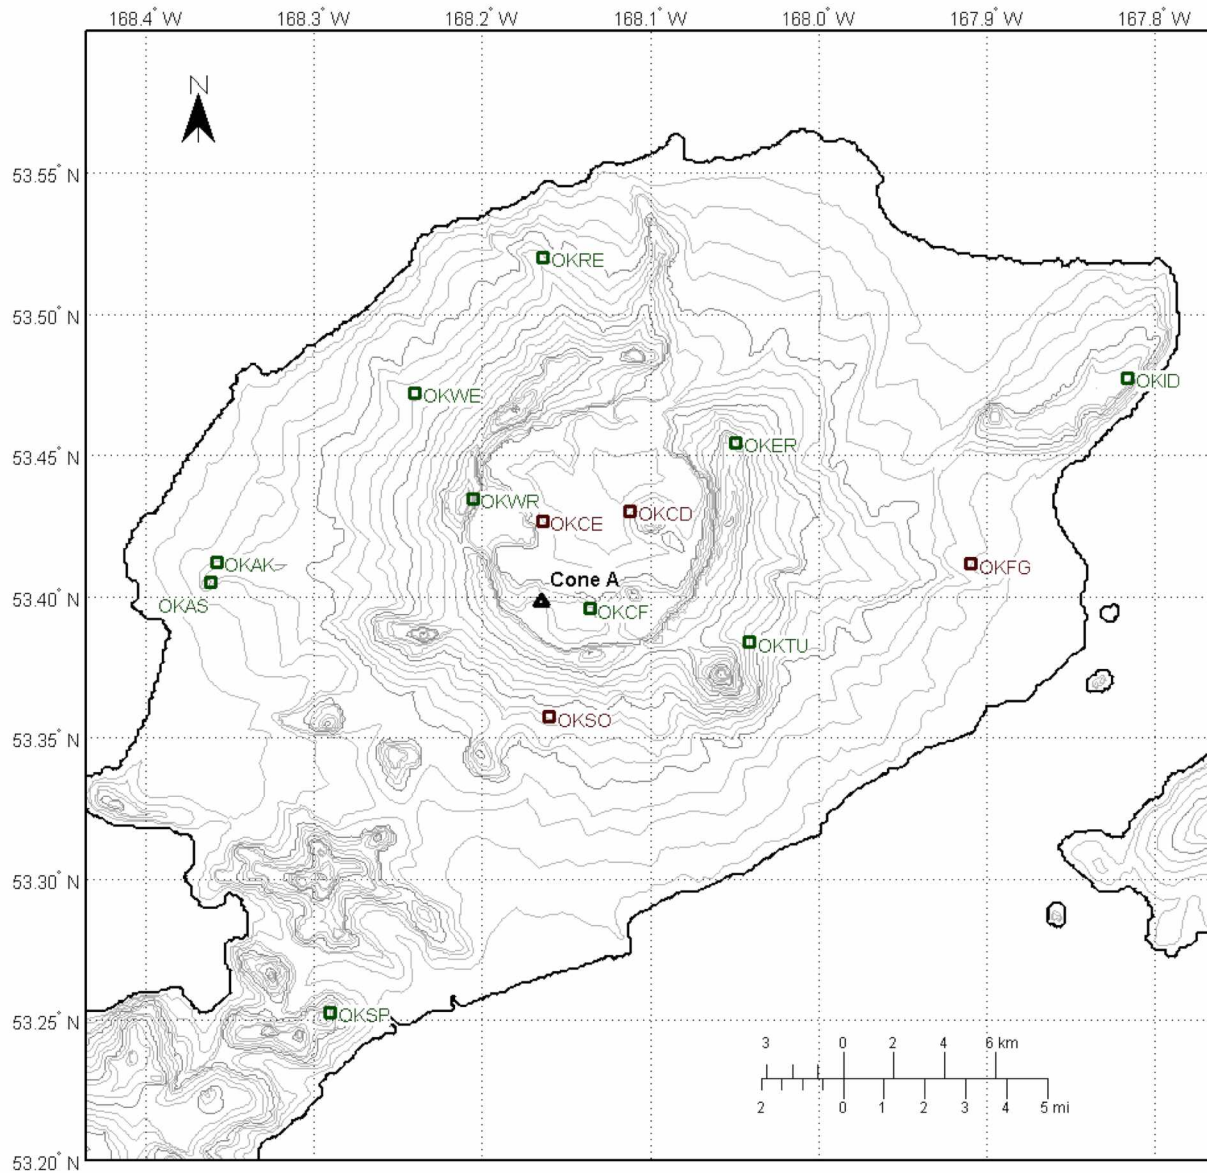 168.4° W 168.3° W 168.2° W 168.1° W 168.0° W 167.9° W 167.8° W
N
53.55° N
OKRE
53.50° N
OKID
OKWE
OKER
53.45° N
OKWR
OKCD
OKCE
OKAK
OKFG
Cone A
53.40° N
OKAS
OKCF
OKTU
OKSO
53.35° N
53.30° N
53.25° N
OKSP
3 0 2 4 6 km
2 0 1 2 3 4 5 mi
53.20° N